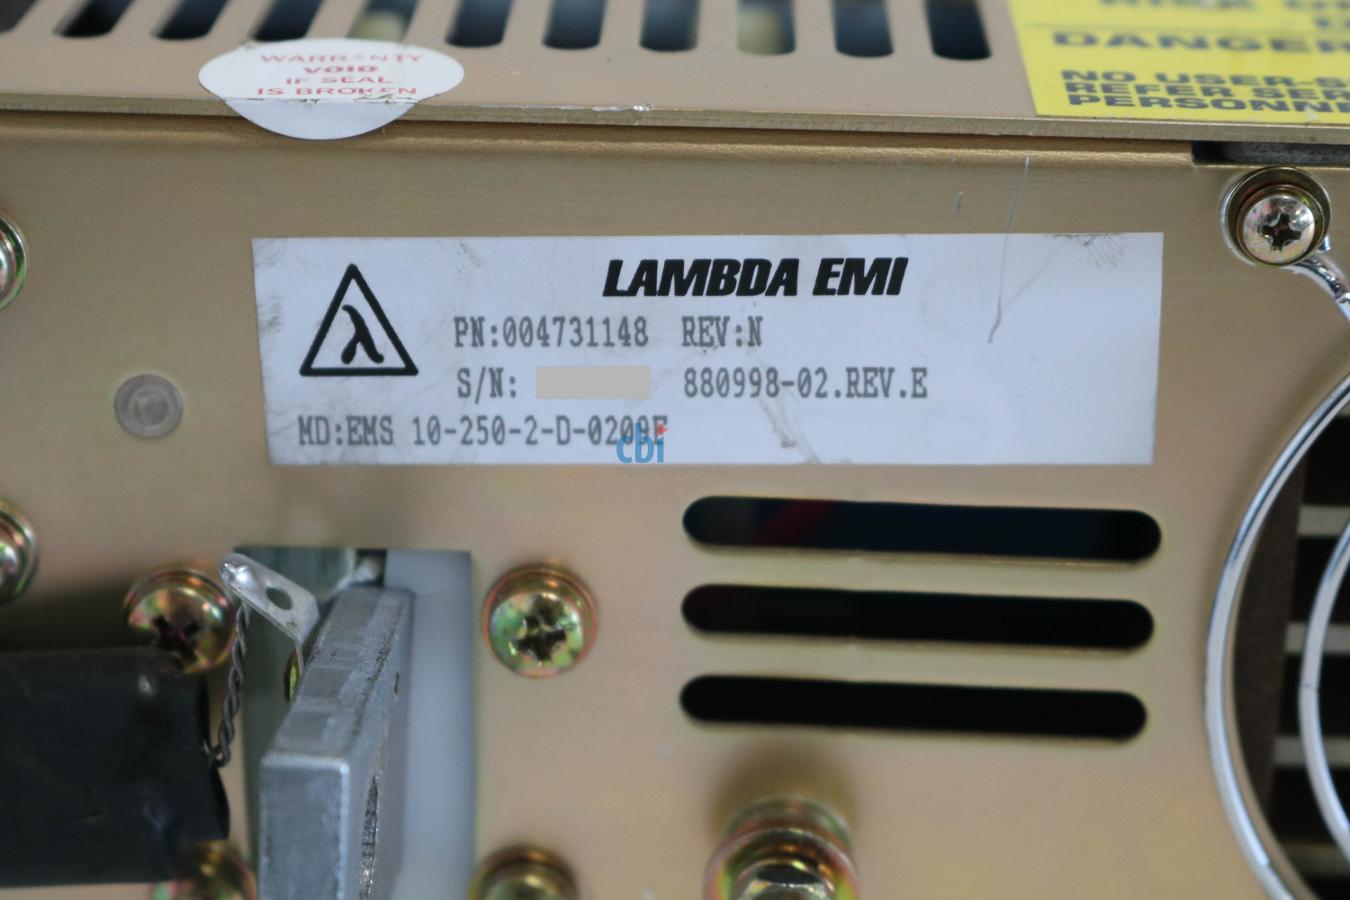 WARRANTY
VOID
IF SEAL
IS BROKEN
DANGER
NO USER-S
REFER SER
PERSONNE
LAMBDA EMI
λ
PN:004731148 REV:N
S/N: 880998-02.REV.E
MD:EMS 10-250-2-D-0209F
cbi